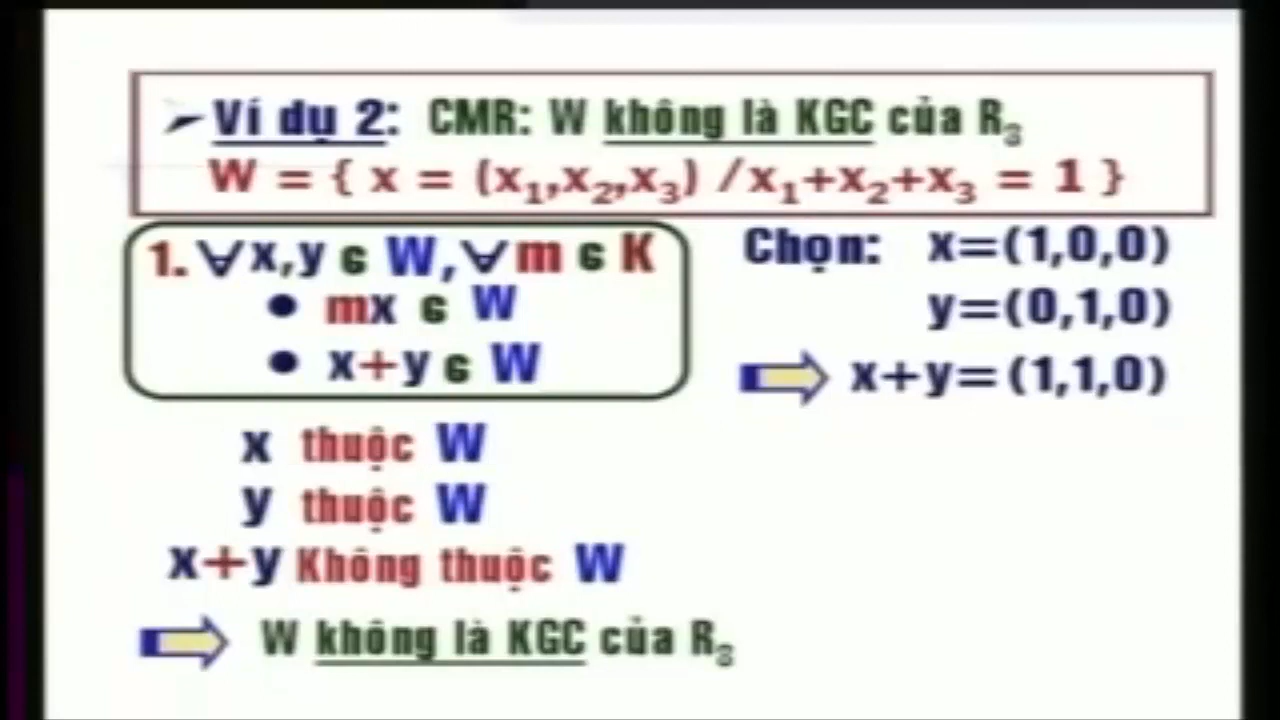 ➢ Ví dụ 2: CMR: W không là KGC của R₃
W = { x = (x₁,x₂,x₃) /x₁+x₂+x₃ = 1 }
1. ∀x,y ɞ W,∀m ɞ K
• mx ɞ W
• x+y ɞ W
Chọn: x=(1,0,0)
y=(0,1,0)
⇨ x+y=(1,1,0)
x thuộc W
y thuộc W
x+y Không thuộc W
⇨ W không là KGC của R₃